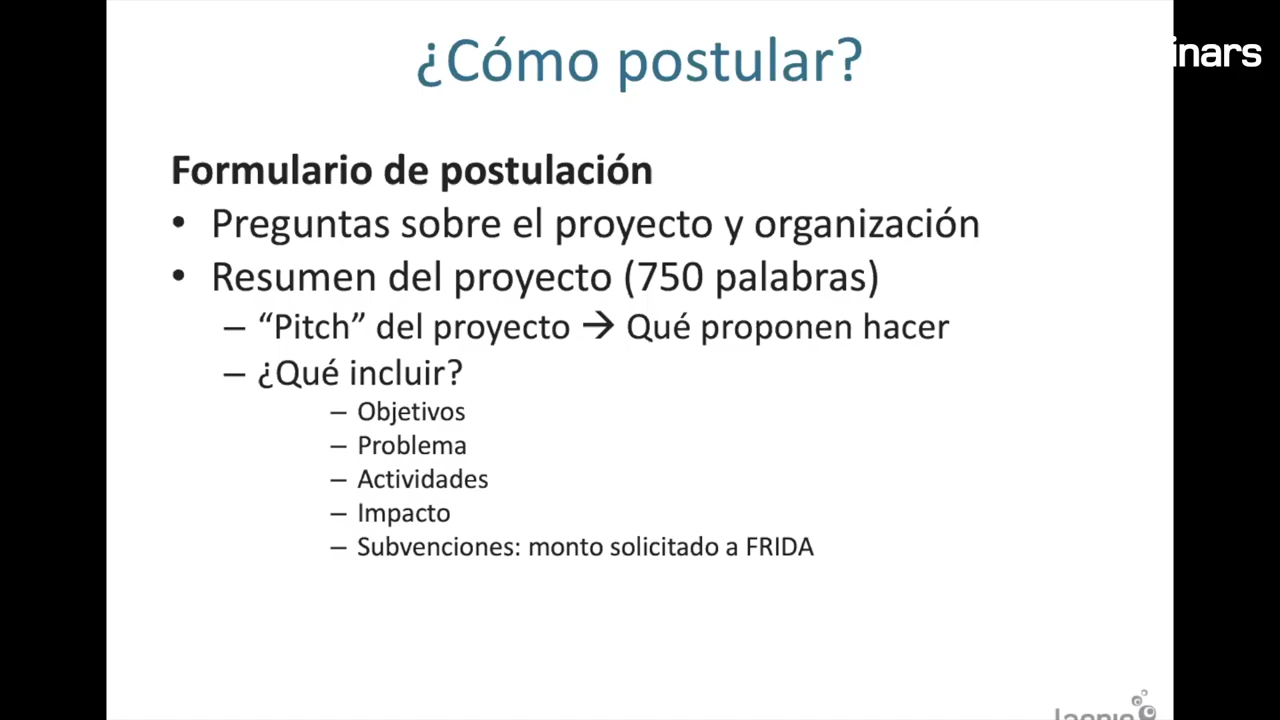 ¿Cómo postular?
inars
Formulario de postulación
• Preguntas sobre el proyecto y organización
• Resumen del proyecto (750 palabras)
– “Pitch” del proyecto → Qué proponen hacer
– ¿Qué incluir?
– Objetivos
– Problema
– Actividades
– Impacto
– Subvenciones: monto solicitado a FRIDA